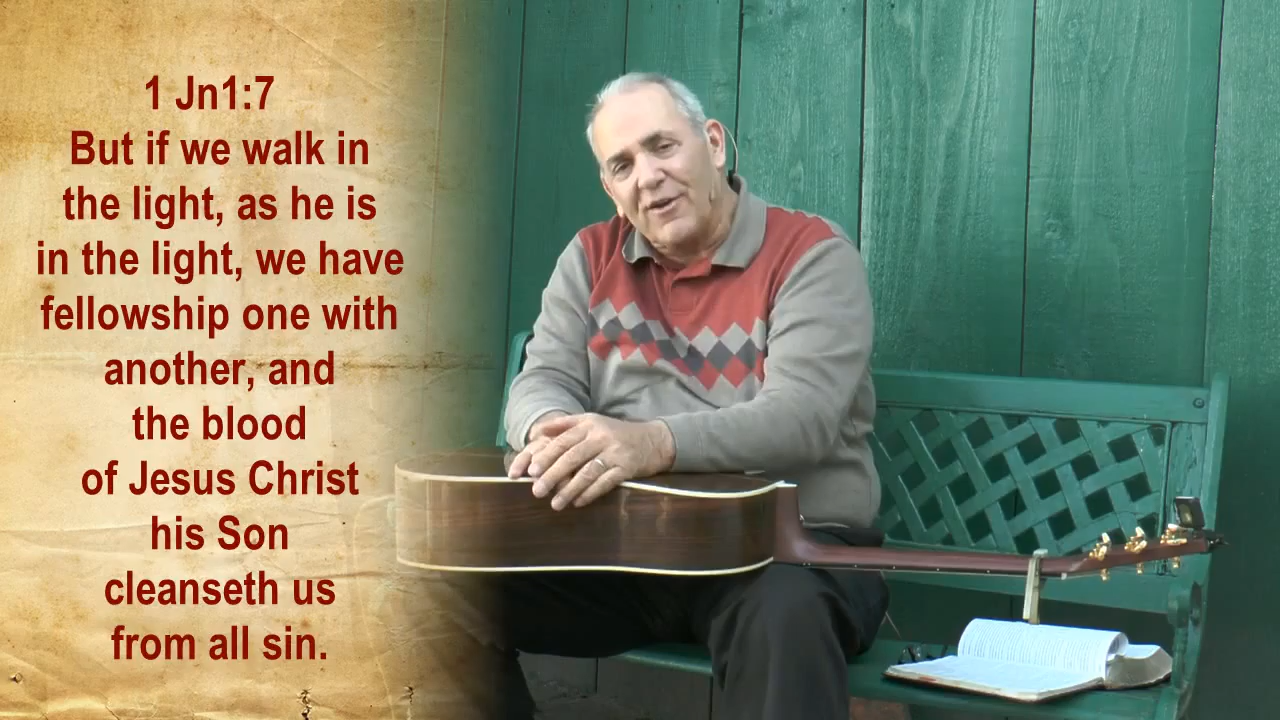 1 Jn1:7
But if we walk in
the light, as he is
in the light, we have
fellowship one with
another, and
the blood
of Jesus Christ
his Son
cleanseth us
from all sin.